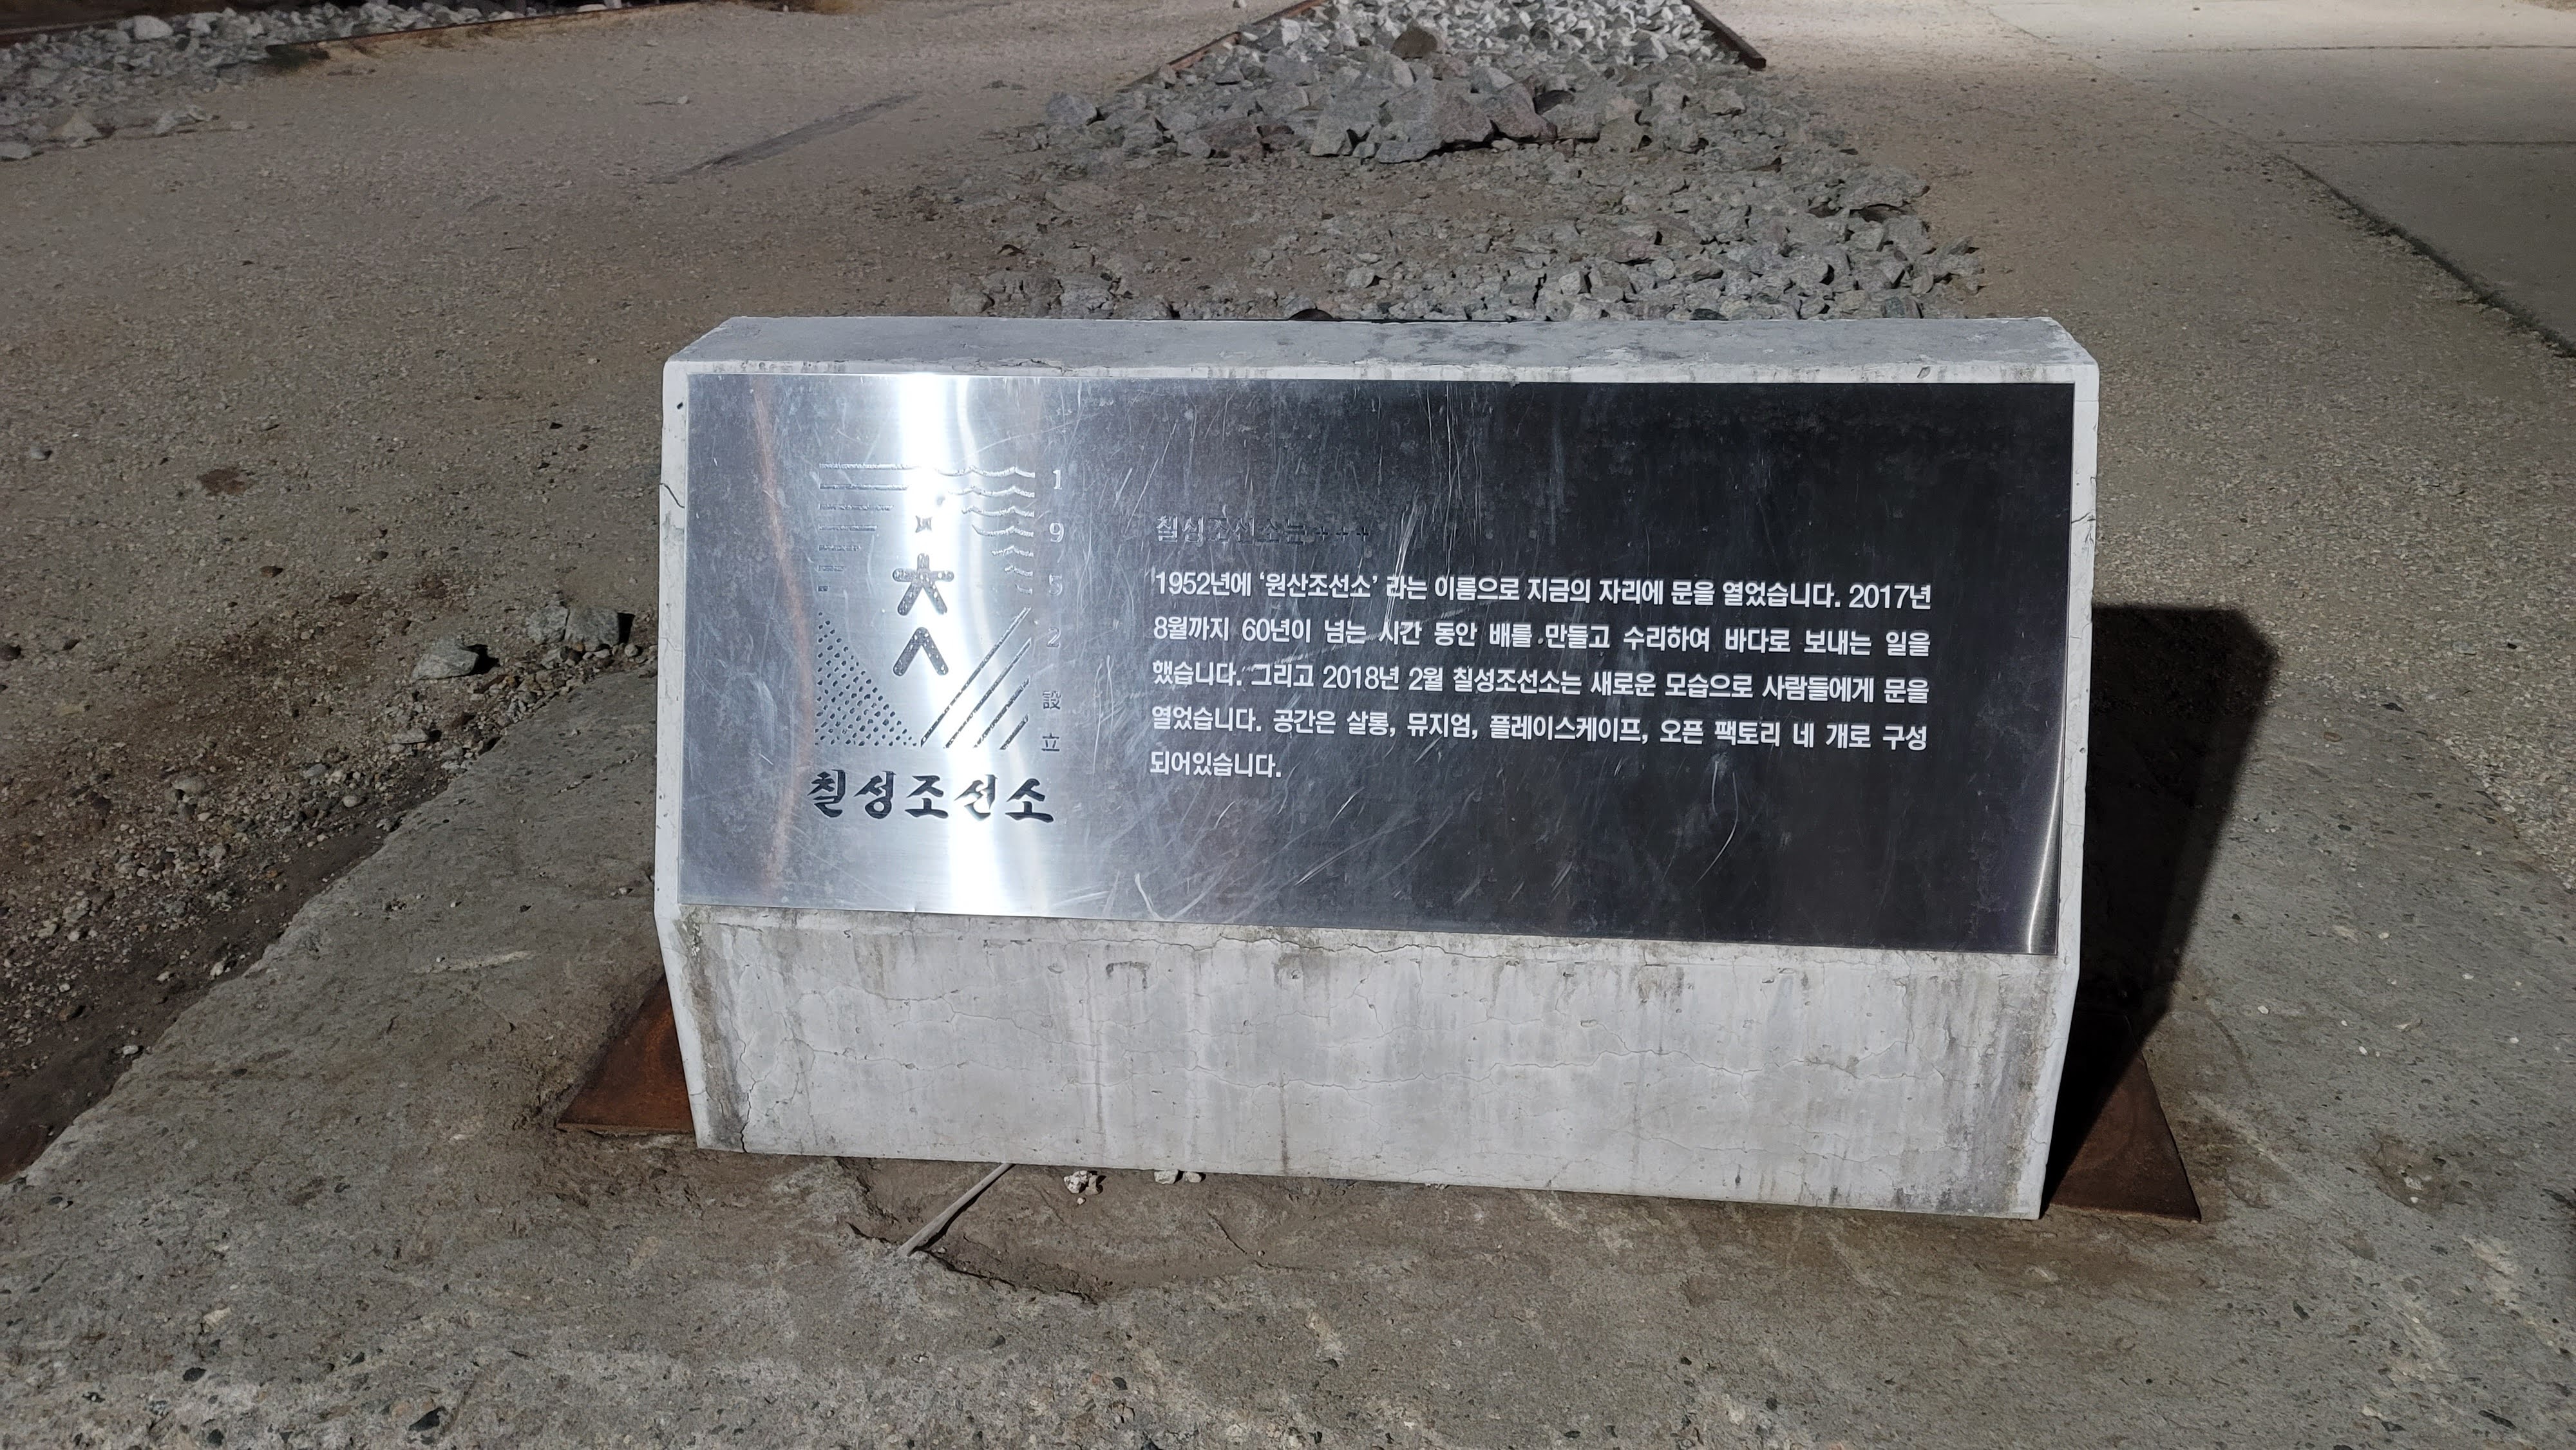 1952
設立
ㅊㅅ
칠성조선소
칠성조선소는+++
1952년에 ‘원산조선소’ 라는 이름으로 지금의 자리에 문을 열었습니다. 2017년
8월까지 60년이 넘는 시간 동안 배를 만들고 수리하여 바다로 보내는 일을
했습니다. 그리고 2018년 2월 칠성조선소는 새로운 모습으로 사람들에게 문을
열었습니다. 공간은 살롱, 뮤지엄, 플레이스케이프, 오픈 팩토리 네 개로 구성
되어있습니다.